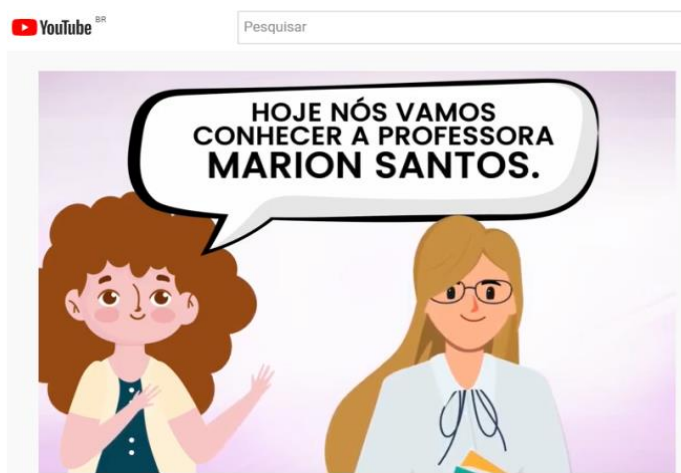 YouTube BR
Pesquisar
HOJE NÓS VAMOS
CONHECER A PROFESSORA
MARION SANTOS.